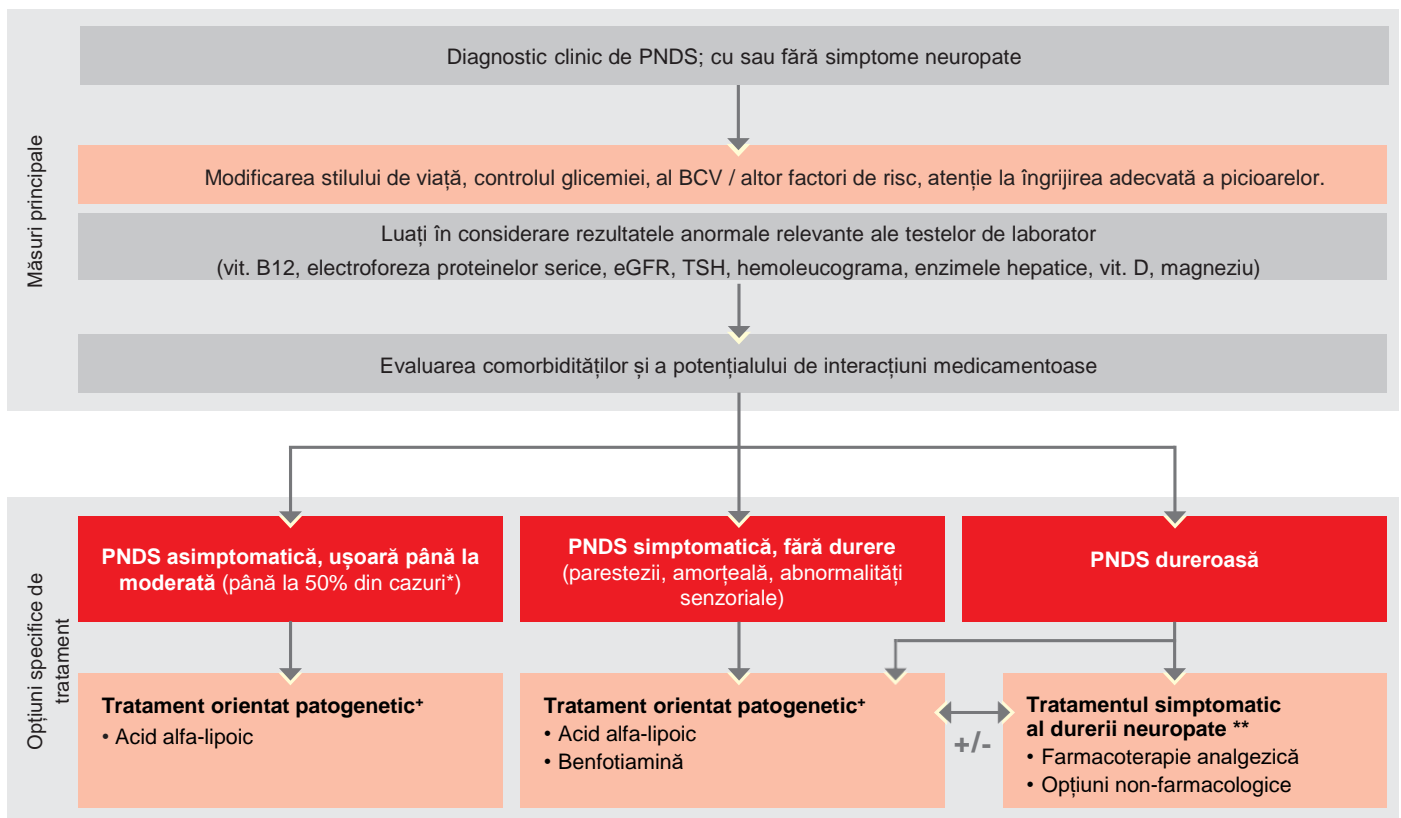 Măsuri principale
Diagnostic clinic de PNDS; cu sau fără simptome neuropate
Modificarea stilului de viață, controlul glicemiei, al BCV / altor factori de risc, atenție la îngrijirea adecvată a picioarelor.
Luați în considerare rezultatele anormale relevante ale testelor de laborator
(vit. B12, electroforeza proteinelor serice, eGFR, TSH, hemoleucograma, enzimele hepatice, vit. D, magneziu)
Evaluarea comorbidităților și a potențialului de interacțiuni medicamentoase
Opțiuni specifice de
tratament
PNDS asimptomatică, ușoară până la
moderată (până la 50% din cazuri*)
PNDS simptomatică, fără durere
(parestezii, amorțeală, abnormalități
senzoriale)
PNDS dureroasă
Tratament orientat patogenetic+
• Acid alfa-lipoic
Tratament orientat patogenetic+
• Acid alfa-lipoic
• Benfotiamină
+/-
Tratamentul simptomatic
al durerii neuropate **
• Farmacoterapie analgezică
• Opțiuni non-farmacologice